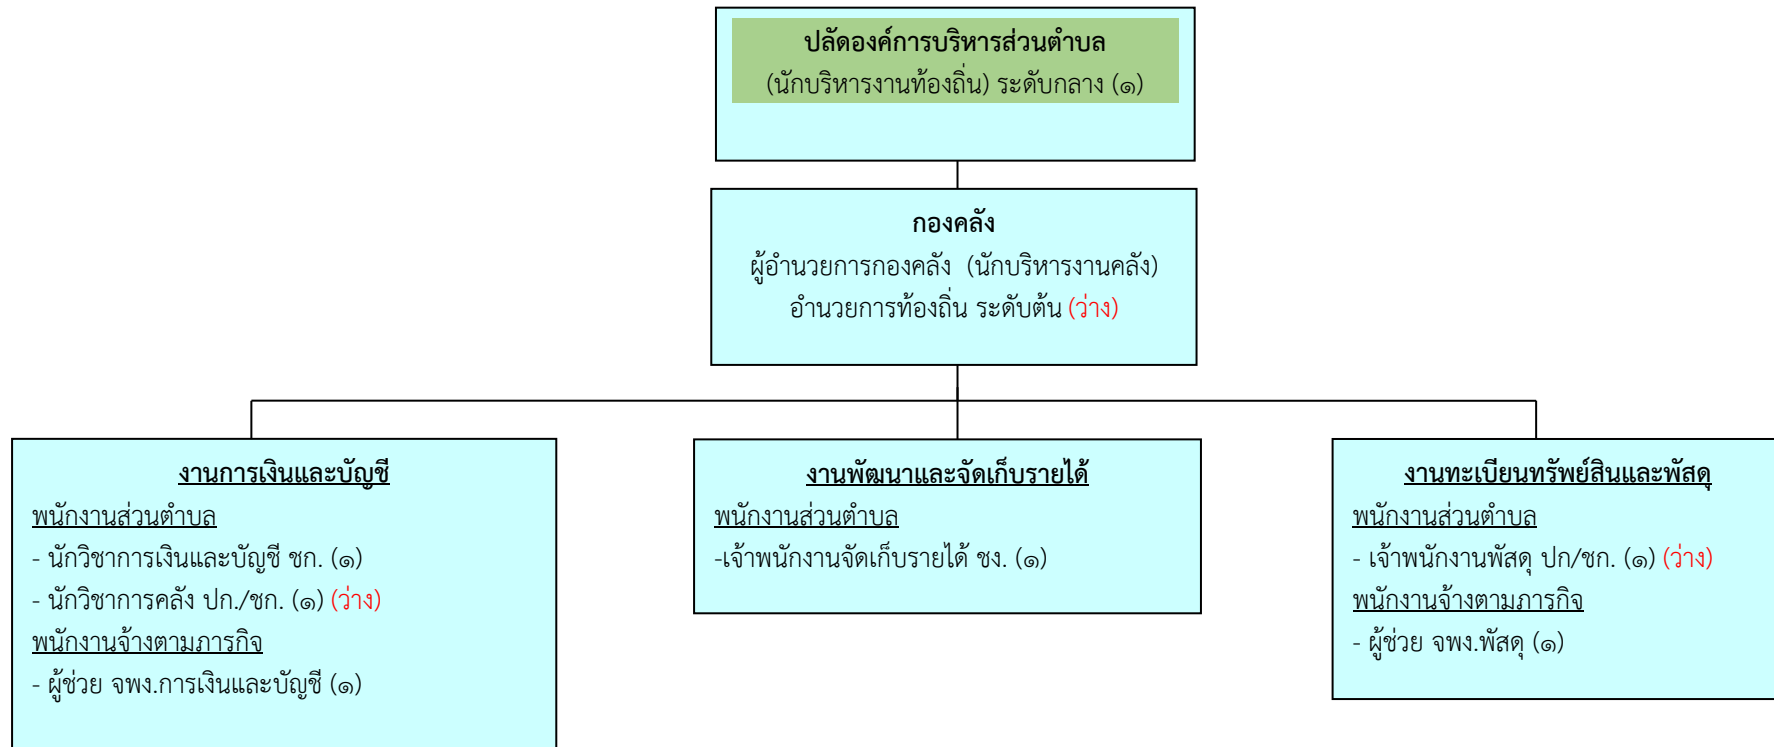 ปลัดองค์การบริหารส่วนตำบล
(นักบริหารงานท้องถิ่น) ระดับกลาง (๑)
กองคลัง
ผู้อำนวยการกองคลัง (นักบริหารงานคลัง)
อำนวยการท้องถิ่น ระดับต้น (ว่าง)
งานการเงินและบัญชี
พนักงานส่วนตำบล
- นักวิชาการเงินและบัญชี ชก. (๑)
- นักวิชาการคลัง ปก./ชก. (๑) (ว่าง)
พนักงานจ้างตามภารกิจ
- ผู้ช่วย จพง.การเงินและบัญชี (๑)
งานพัฒนาและจัดเก็บรายได้
พนักงานส่วนตำบล
-เจ้าพนักงานจัดเก็บรายได้ ชง. (๑)
งานทะเบียนทรัพย์สินและพัสดุ
พนักงานส่วนตำบล
- เจ้าพนักงานพัสดุ ปก/ชก. (๑) (ว่าง)
พนักงานจ้างตามภารกิจ
- ผู้ช่วย จพง.พัสดุ (๑)